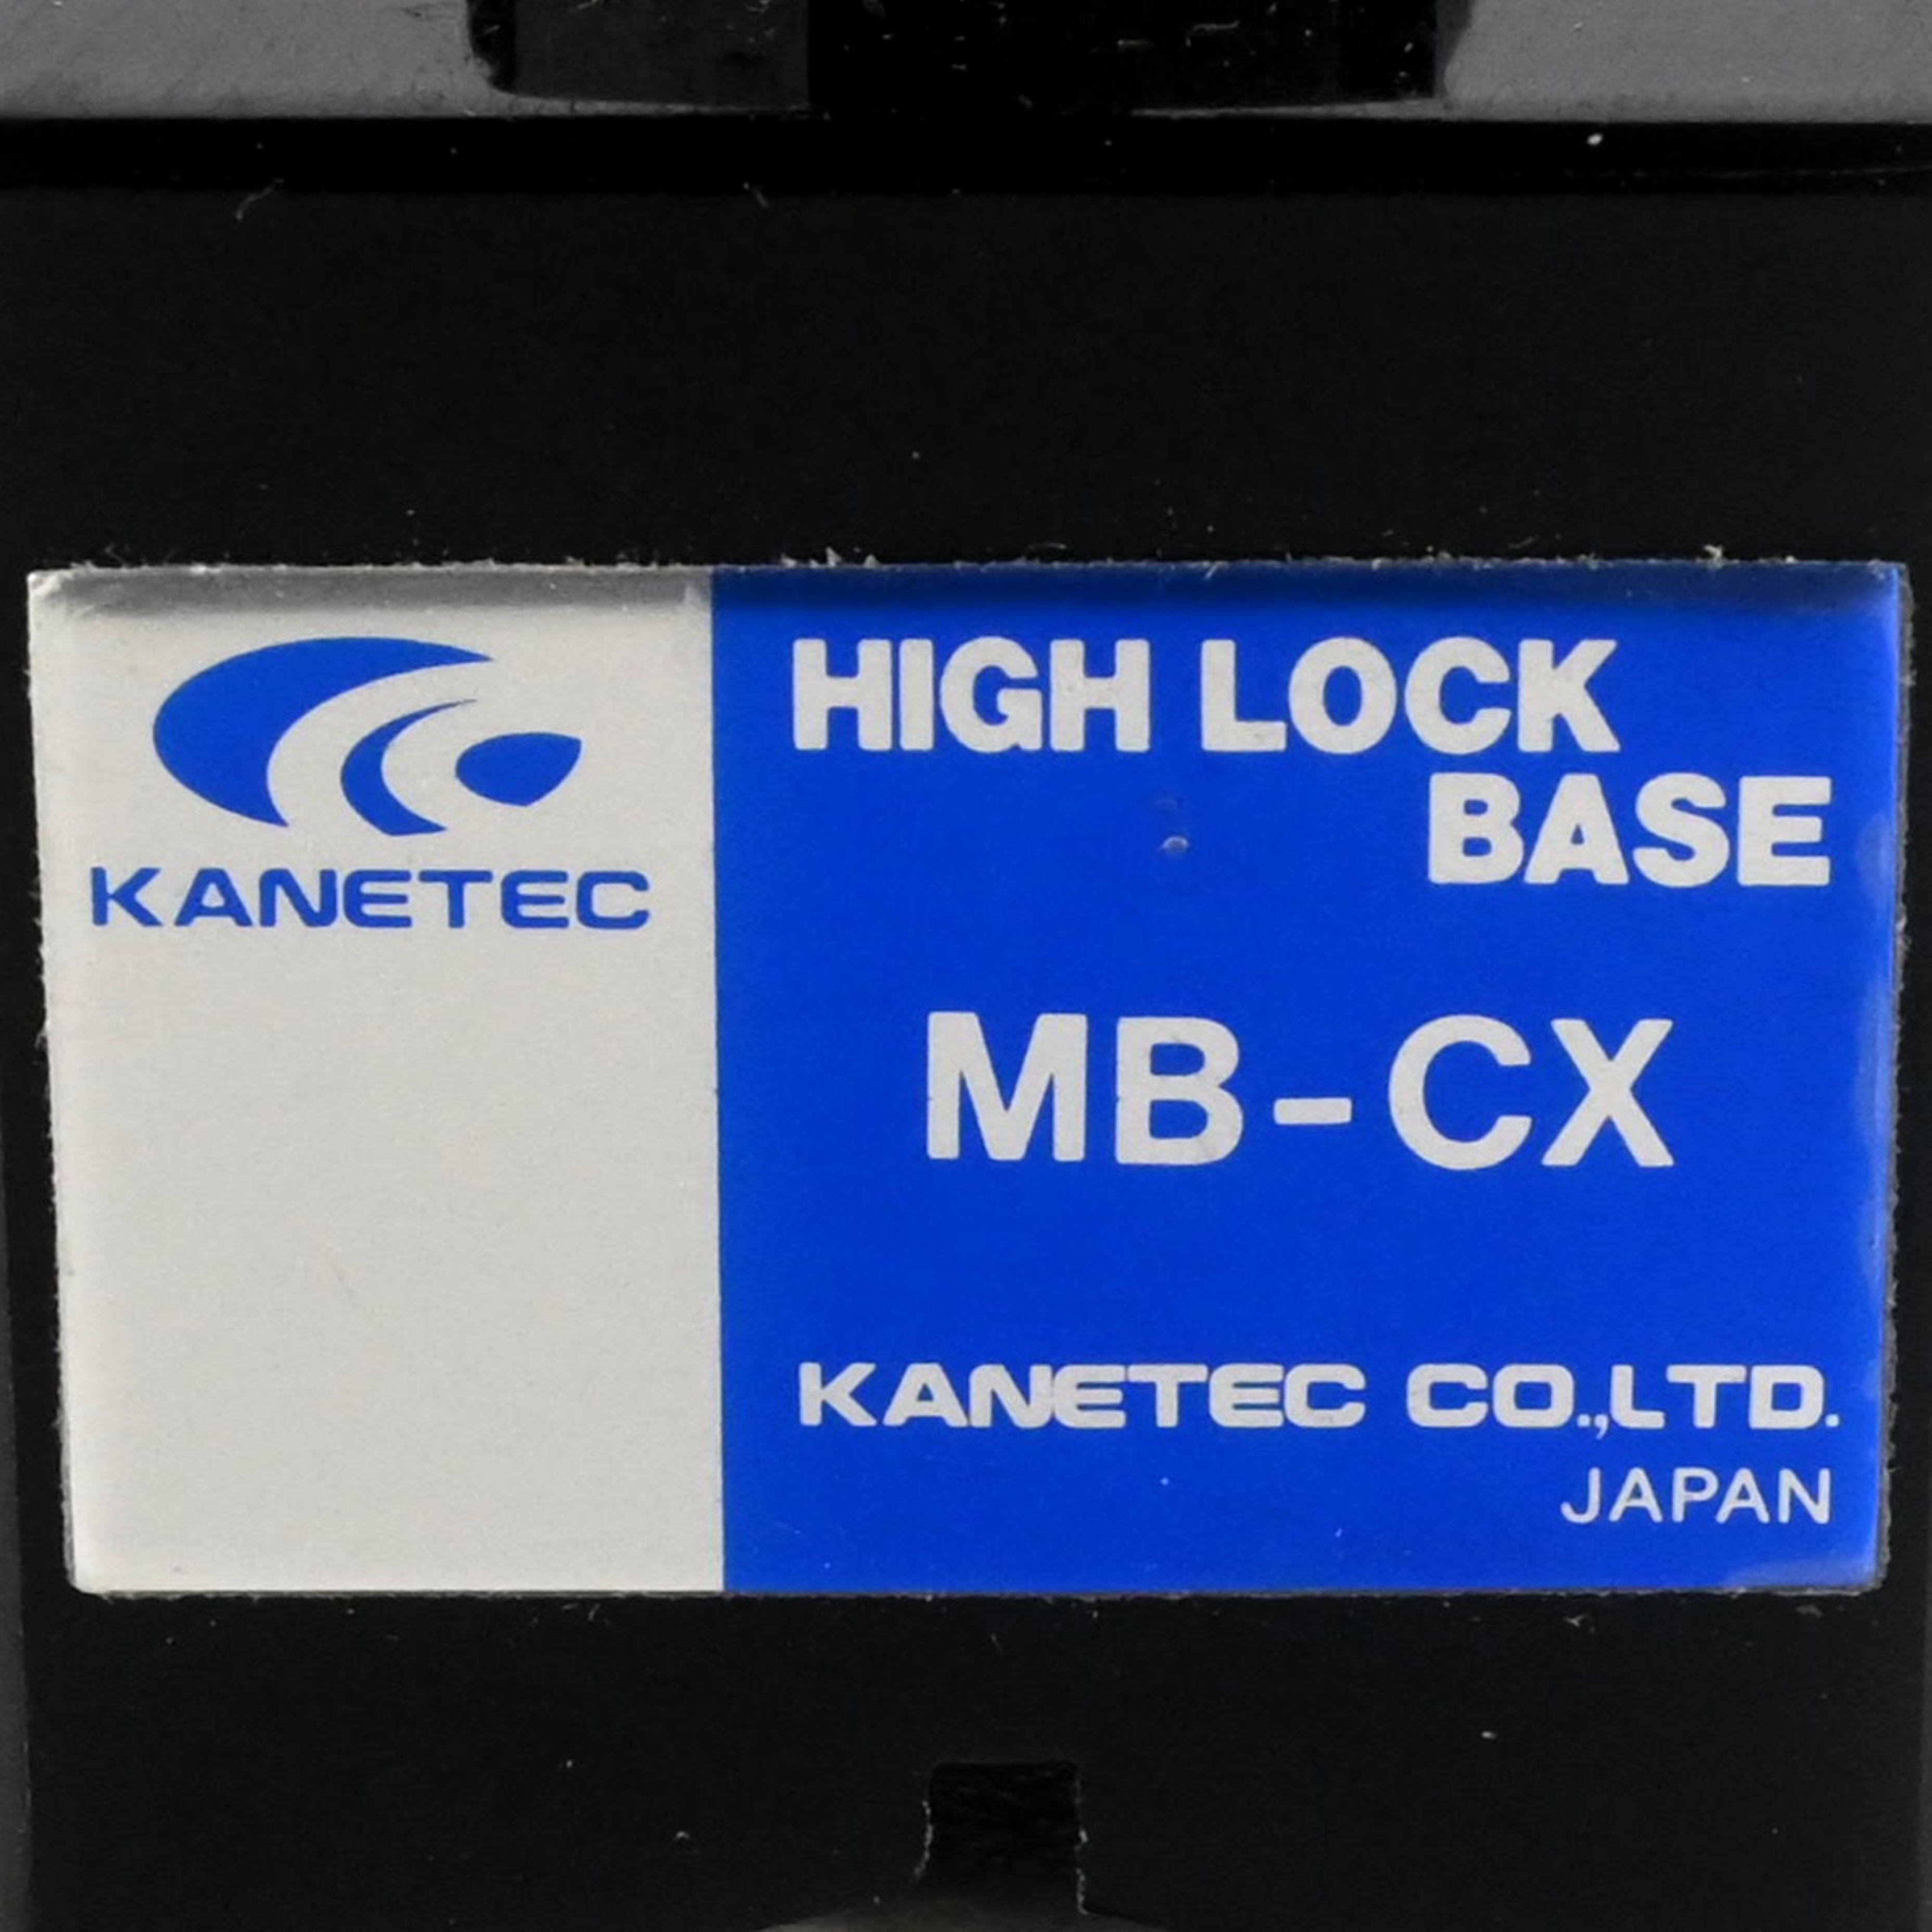 KANETEC
HIGH LOCK
BASE
MB-CX
KANETEC CO.,LTD.
JAPAN